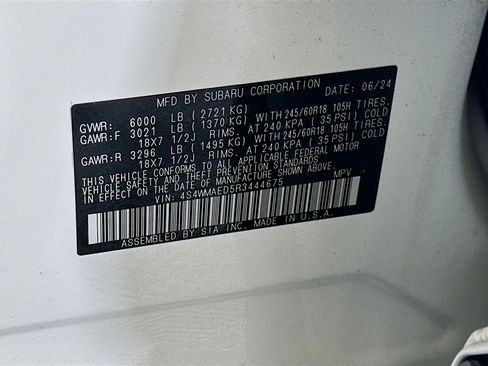 MFD BY SUBARU CORPORATION DATE: 06/24
GVWR: 6000 LB (2721 KG)
GAWR:F 3021 LB (1370 KG) WITH 245/60R18 105H TIRES.
18X7 1/2J RIMS. AT 240 KPA (35 PSI) COLD
GAWR:R 3296 LB (1495 KG) WITH 245/60R18 105H TIRES.
18X7 1/2J RIMS. AT 240 KPA (35 PSI) COLD
THIS VEHICLE CONFORMS TO ALL APPLICABLE FEDERAL MOTOR
VEHICLE SAFETY AND THEFT PREVENTION STANDARDS IN EFFECT
ON THE DATE OF MANUFACTURE SHOWN ABOVE.
VIN: 4S4WMAED5R3444675 MPV
ASSEMBLED BY SIA INC. MADE IN U.S.A.